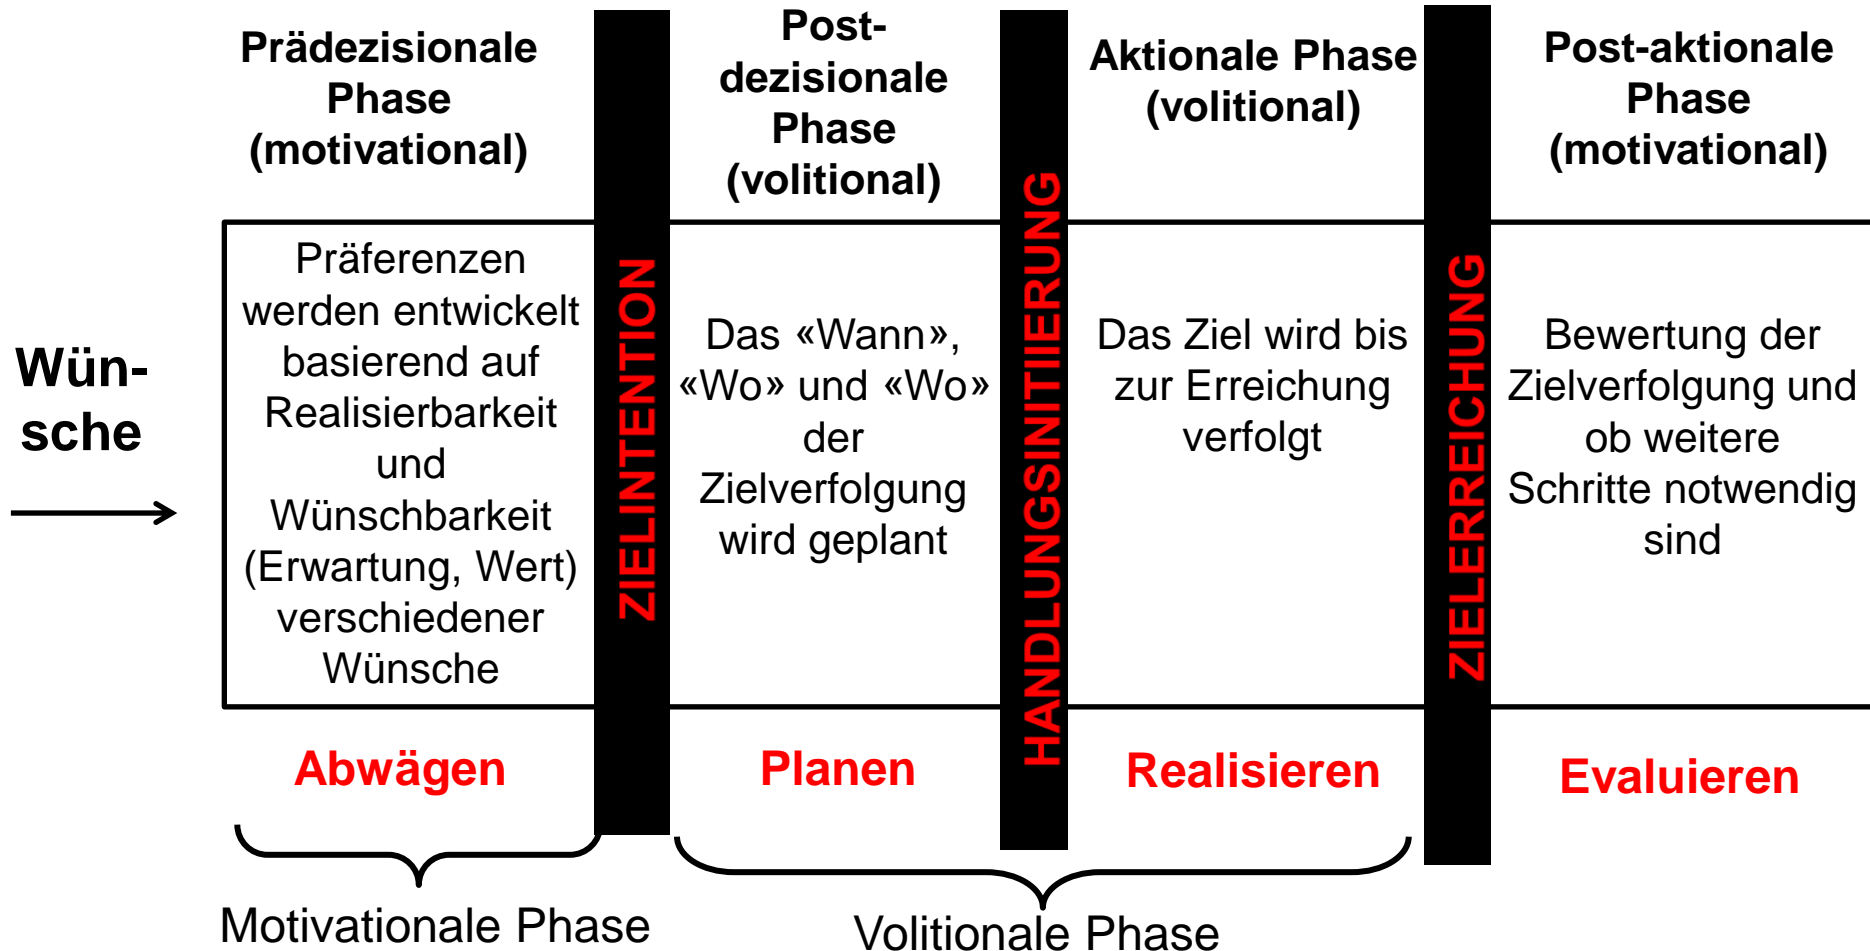 Wün-
sche
Prädezisionale
Phase
(motivational)
Präferenzen
werden entwickelt
basierend auf
Realisierbarkeit
und
Wünschbarkeit
(Erwartung, Wert)
verschiedener
Wünsche
Abwägen
Motivationale Phase
ZIELINTENTION
Post-
dezisionale
Phase
(volitional)
Das «Wann»,
«Wo» und «Wo»
der
Zielverfolgung
wird geplant
Planen
HANDLUNGSINITIIERUNG
Aktionale Phase
(volitional)
Das Ziel wird bis
zur Erreichung
verfolgt
Realisieren
Volitionale Phase
ZIELERREICHUNG
Post-aktionale
Phase
(motivational)
Bewertung der
Zielverfolgung und
ob weitere
Schritte notwendig
sind
Evaluieren